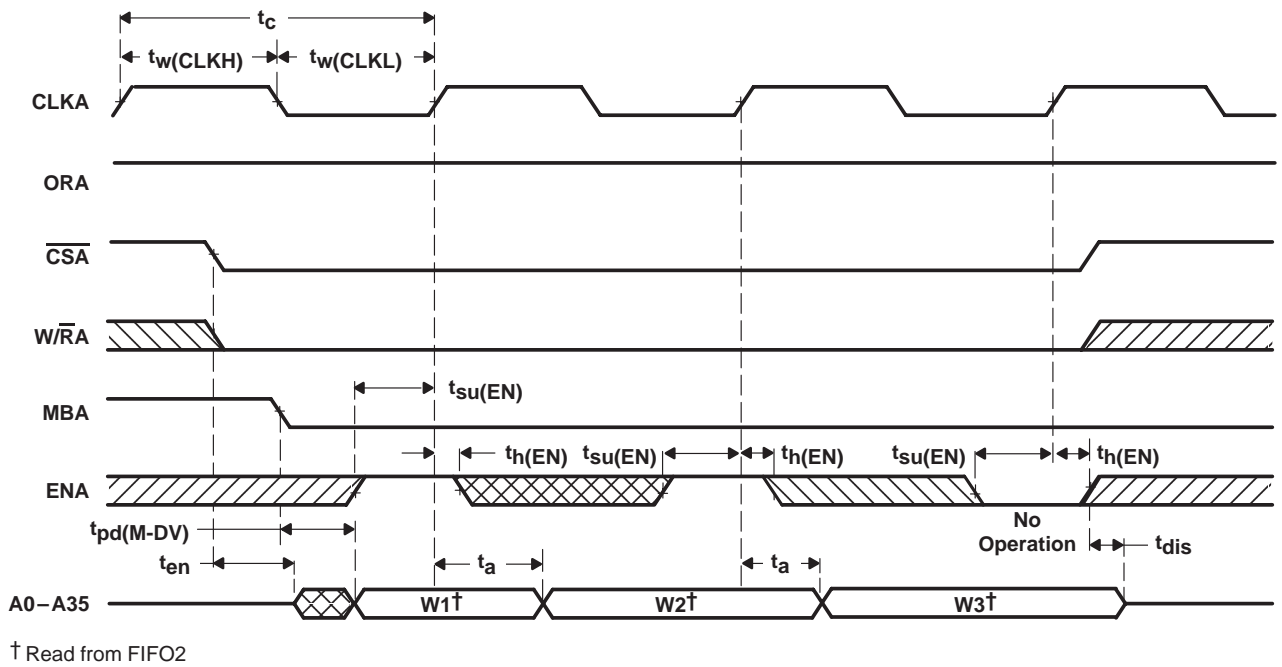 tc
tw(CLKH)
tw(CLKL)
CLKA
ORA
CSA
W/RA
tsu(EN)
MBA
th(EN)
tsu(EN)
th(EN)
tsu(EN)
th(EN)
ENA
No
Operation
tpd(M-DV)
ten
ta
ta
tdis
A0–A35
W1†
W2†
W3†
† Read from FIFO2